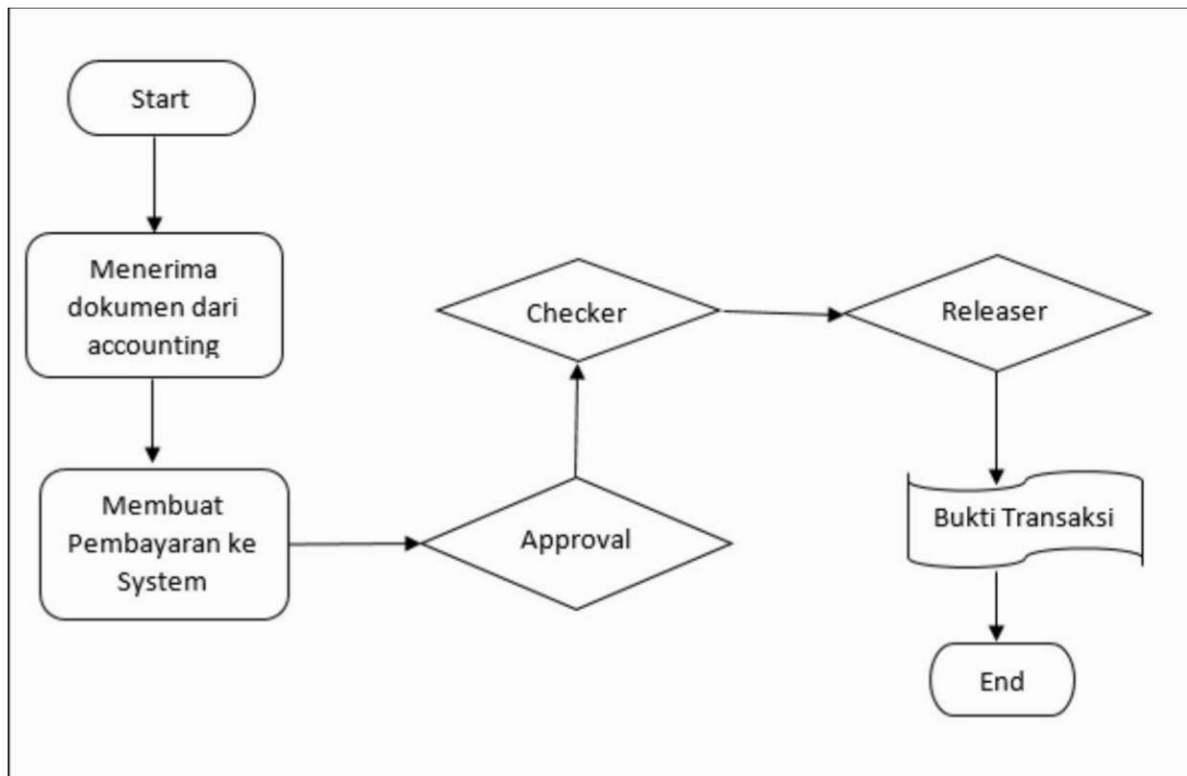 Start
Menerima
dokumen dari
accounting
Membuat
Pembayaran ke
System
Approval
Checker
Releaser
Bukti Transaksi
End